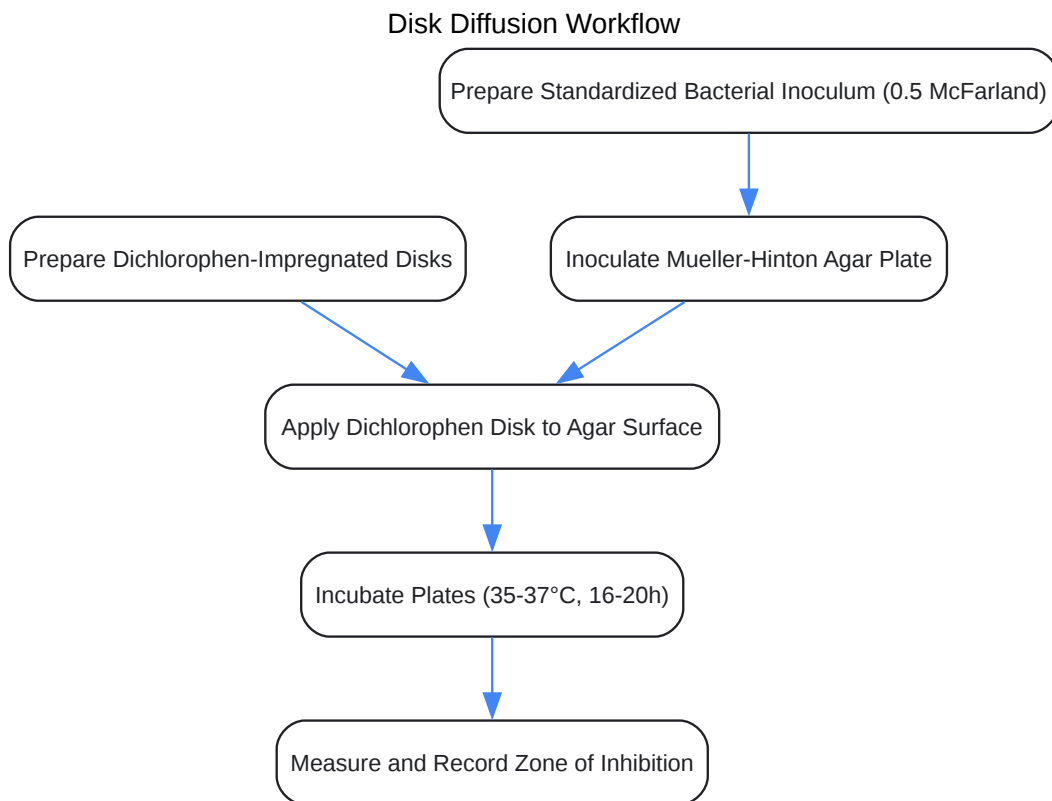 Disk Diffusion Workflow
Prepare Standardized Bacterial Inoculum (0.5 McFarland)
Prepare Dichlorophen-Impregnated Disks
Inoculate Mueller-Hinton Agar Plate
Apply Dichlorophen Disk to Agar Surface
Incubate Plates (35-37°C, 16-20h)
Measure and Record Zone of Inhibition